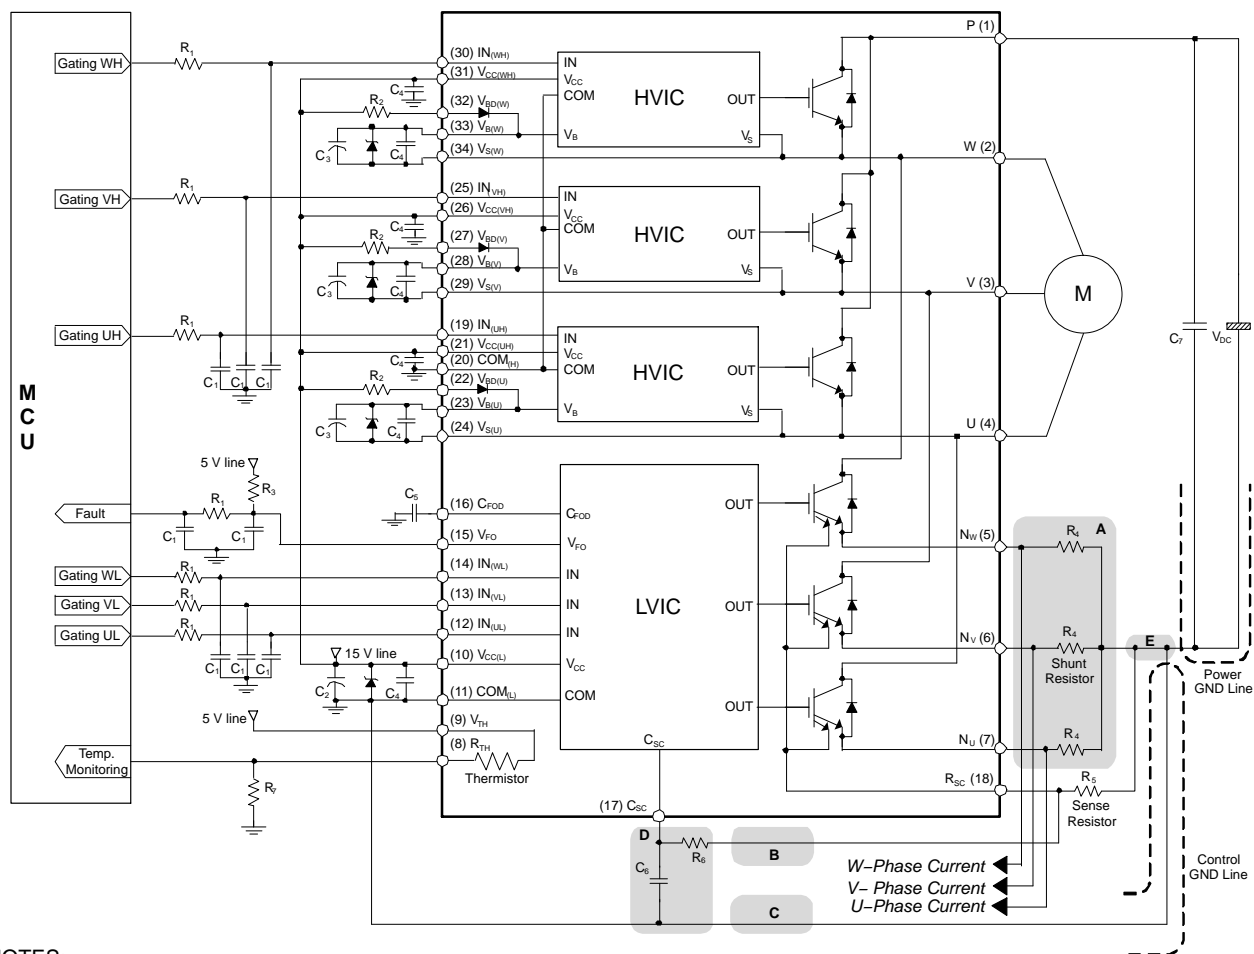 P (1)
R1
Gating WH
(30) IN(WH)
(31) VCC(WH)
C4
R2
(32) VBD(W)
(33) VB(W)
C3
C4
(34) VS(W)
IN
VCC
COM
HVIC
OUT
VB
VS
W (2)
R1
Gating VH
(25) IN(VH)
(26) VCC(VH)
C4
R2
(27) VBD(V)
(28) VB(V)
C3
C4
(29) VS(V)
IN
VCC
COM
HVIC
OUT
VB
VS
V (3)
M
R1
Gating UH
(19) IN(UH)
(21) VCC(UH)
C4
(20) COM(H)
C1
C1
C1
R2
(22) VBD(U)
(23) VB(U)
C3
C4
(24) VS(U)
IN
VCC
COM
HVIC
OUT
VB
VS
U (4)
C7
VDC
M
C
U
5 V line
R3
R1
Fault
C1
C1
C5
(16) CFOD
(15) VFO
CFOD
VFO
OUT
NW (5)
R4
A
R1
Gating WL
(14) IN(WL)
IN
R1
Gating VL
(13) IN(VL)
IN
LVIC
OUT
R1
Gating UL
(12) IN(UL)
IN
NV (6)
R4
Shunt
Resistor
E
C1
C1
C1
15 V line
(10) VCC(L)
VCC
C2
C4
(11) COM(L)
COM
OUT
Power
GND Line
5 V line
(9) VTH
(8) RTH
Thermistor
CSC
NU (7)
R4
Temp.
Monitoring
R7
RSC (18)
R5
Sense
Resistor
(17) CSC
D
R6
C6
B
C
W–Phase Current
V– Phase Current
U–Phase Current
Control
GND Line